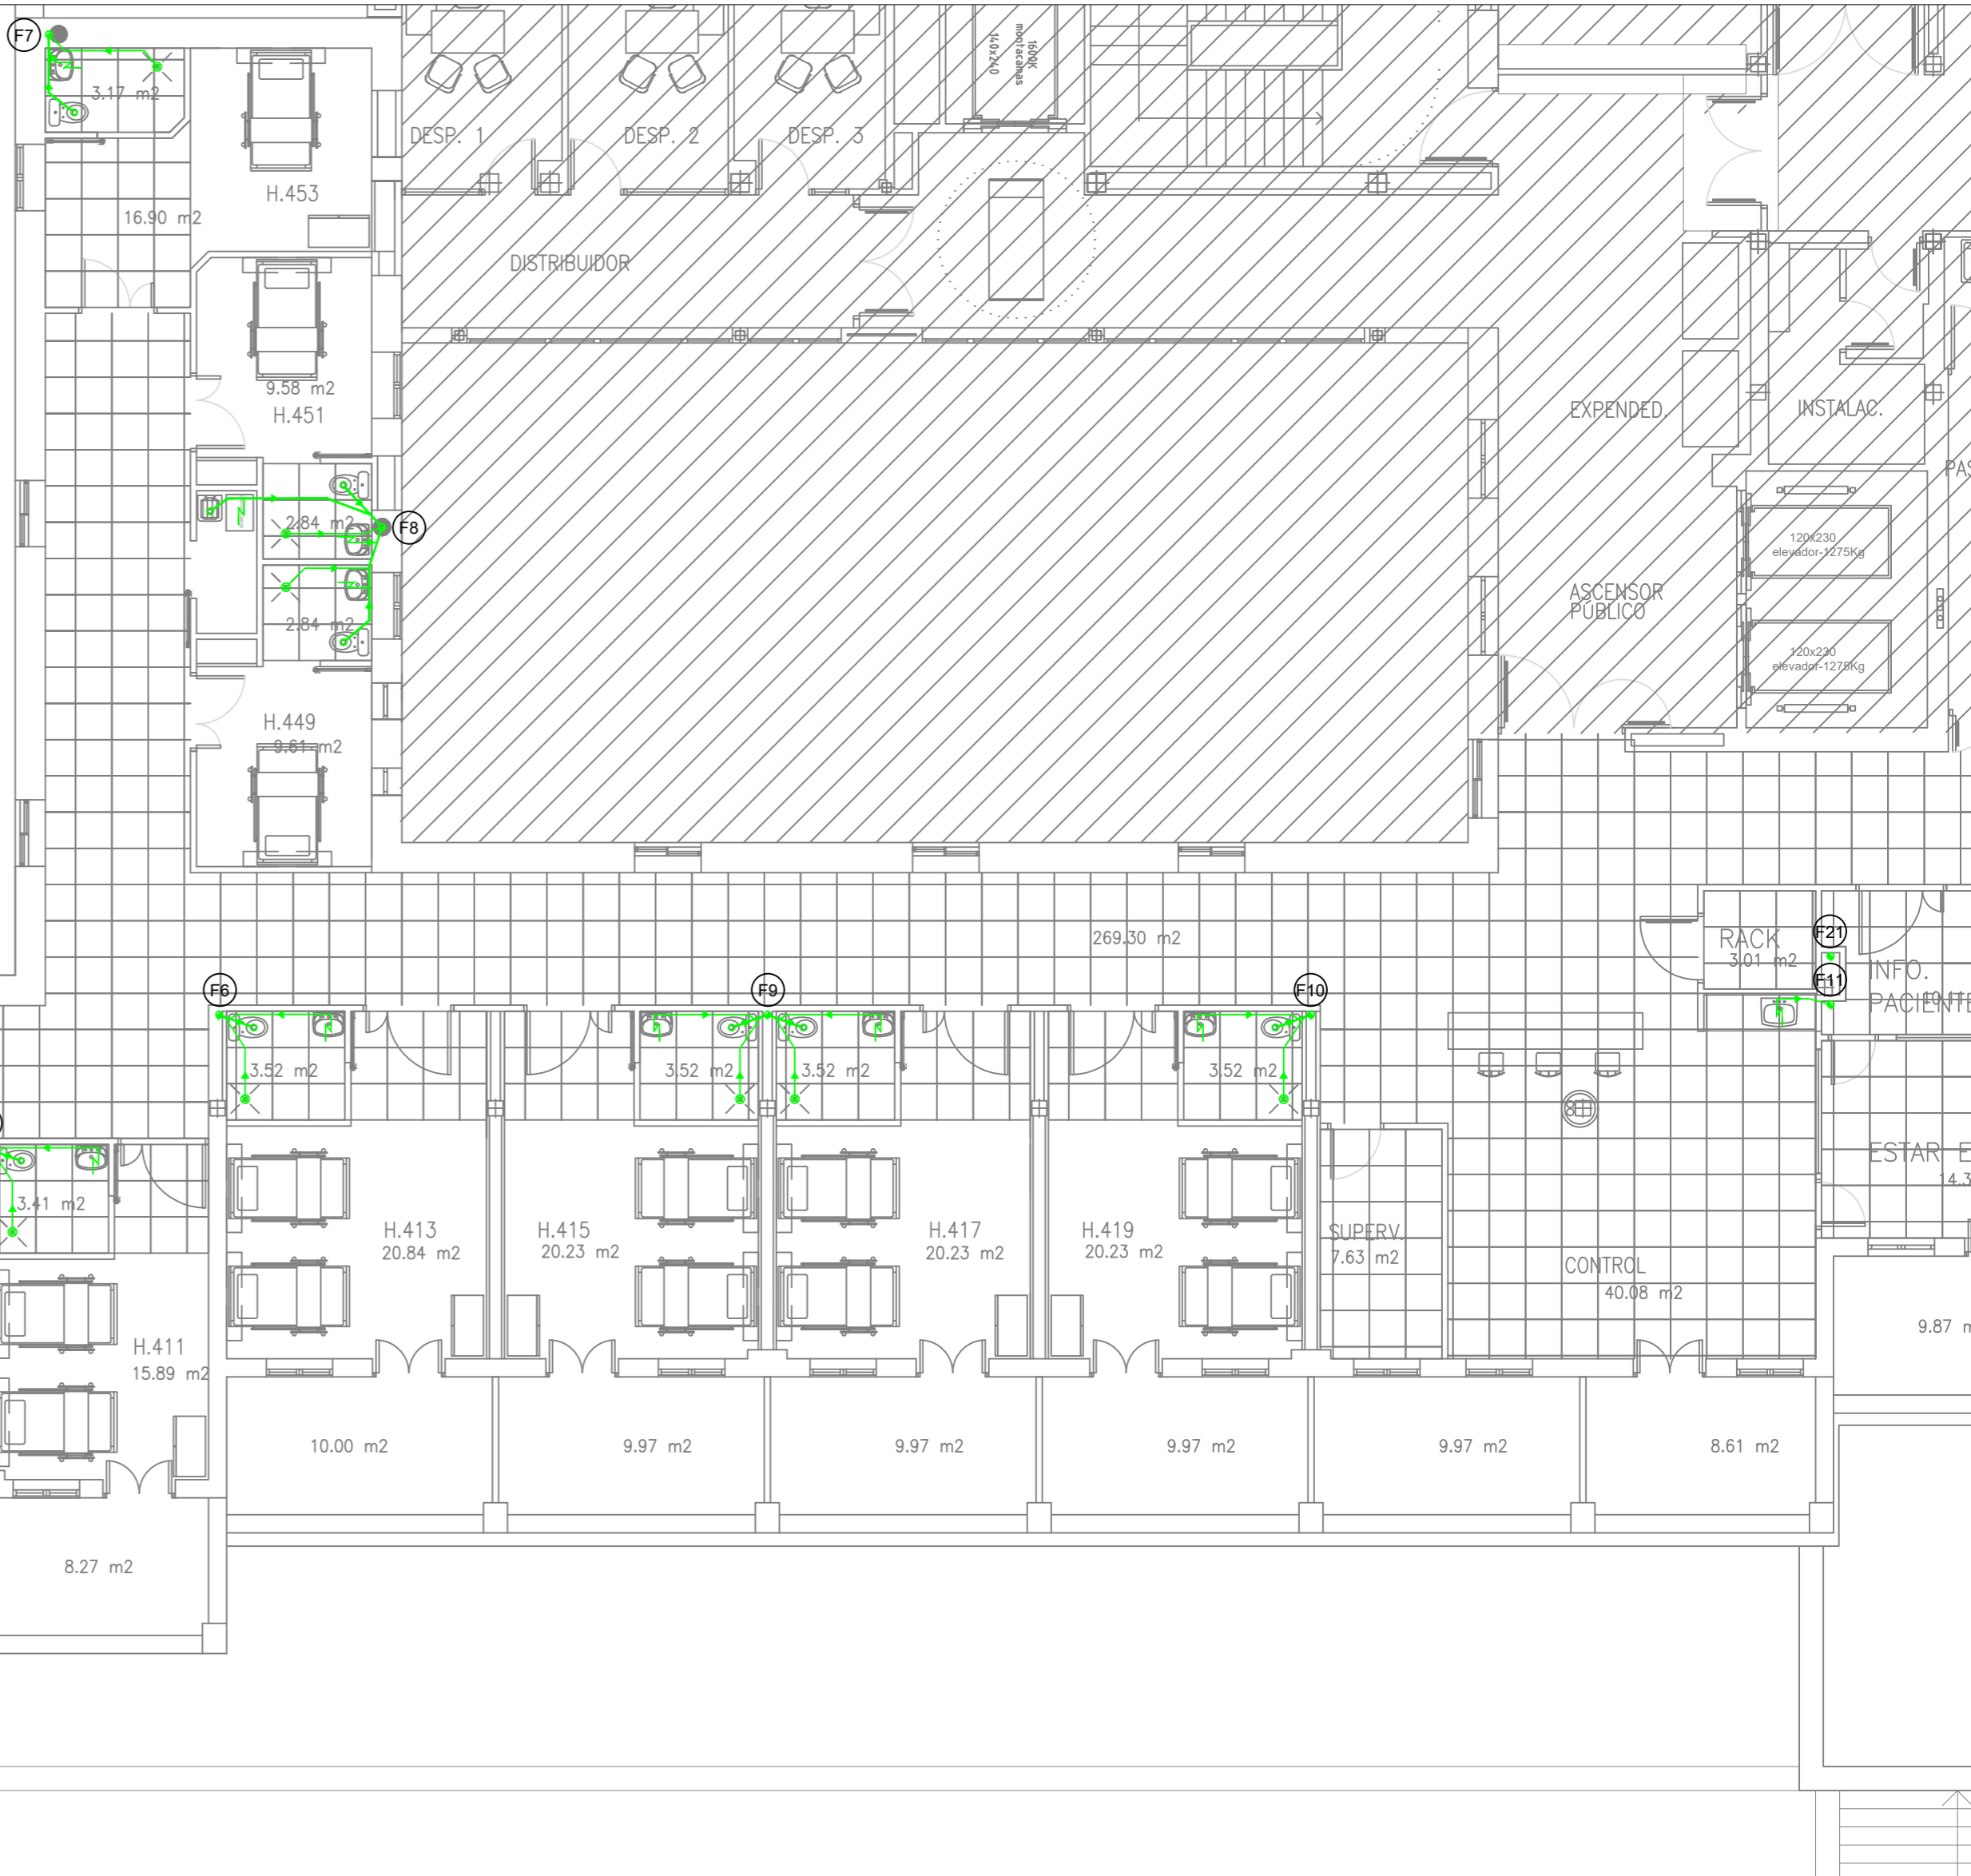 F7
3.17 m2
DESP. 1
DESP. 2
DESP. 3
1600K
montacamas
140x240
H.453
16.90 m2
DISTRIBUIDOR
9.58 m2
H.451
EXPENDED.
INSTALAC.
2.84 m2
F8
120x230
elevador-1275Kg
ASCENSOR
PÚBLICO
2.84 m2
120x230
elevador-1275Kg
H.449
9.61 m2
269.30 m2
RACK
3.01 m2
F21
INFO.
PACIENTE
F11
F6
F9
F10
3.52 m2
3.52 m2
3.52 m2
3.52 m2
3.41 m2
ESTAR E
14.3
H.413
20.84 m2
H.415
20.23 m2
H.417
20.23 m2
H.419
20.23 m2
SUPERV.
7.63 m2
CONTROL
40.08 m2
9.87 m
H.411
15.89 m2
10.00 m2
9.97 m2
9.97 m2
9.97 m2
9.97 m2
8.61 m2
8.27 m2